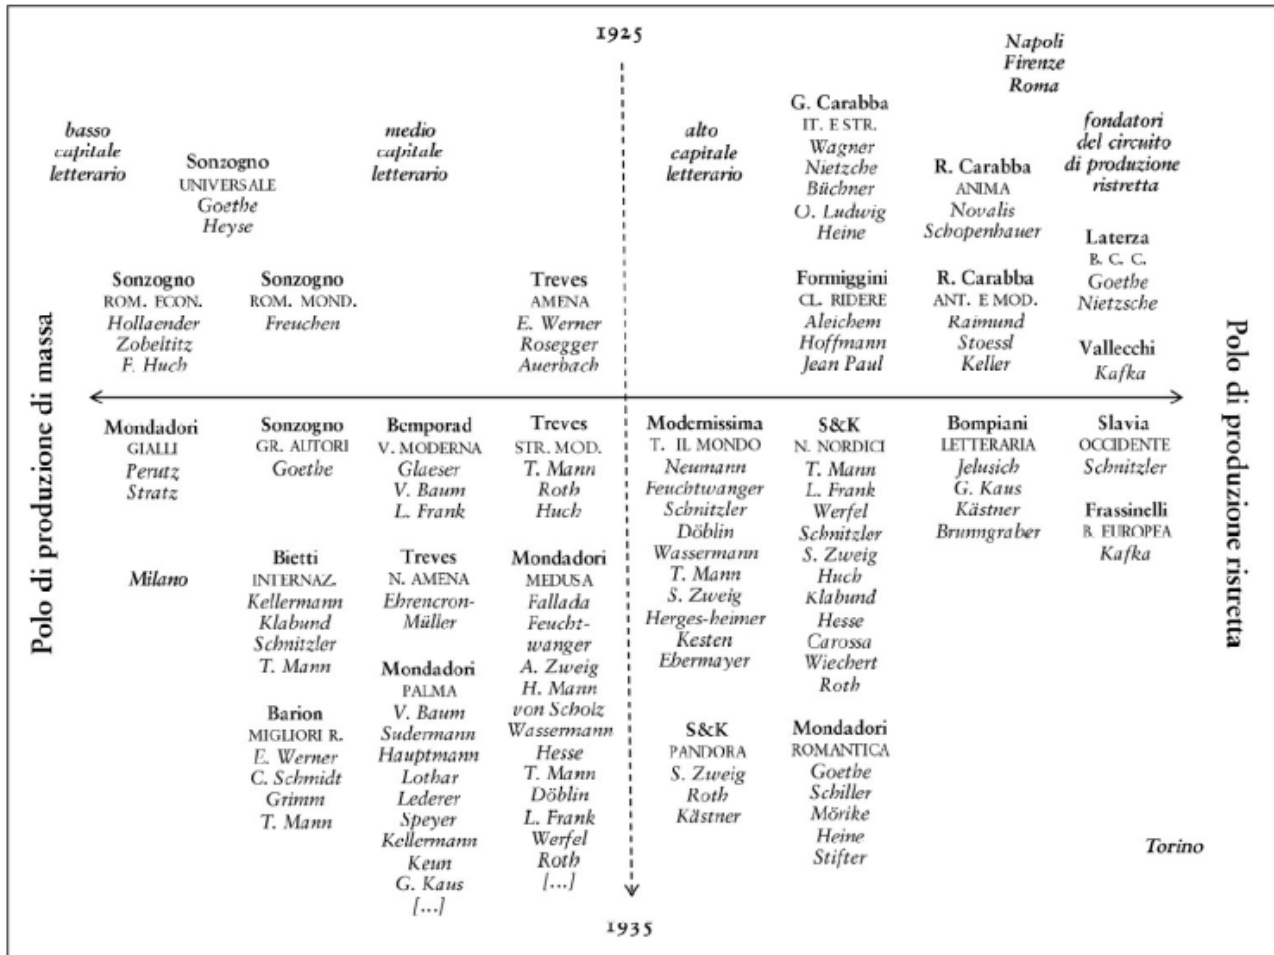 1925
Napoli
Firenze
Roma
basso
capitale
letterario
Sonzogno
UNIVERSALE
Goethe
Heyse
medio
capitale
letterario
alto
capitale
letterario
G. Carabba
IT. E STR.
Wagner
Nietzche
Büchner
O. Ludwig
Heine
R. Carabba
ANIMA
Novalis
Schopenhauer
fondatori
del circuito
di produzione
ristretta
Laterza
B. C. C.
Goethe
Nietzsche
Sonzogno
ROM. ECON.
Hollaender
Zobeltitz
F. Huch
Sonzogno
ROM. MOND.
Freuchen
Treves
AMENA
E. Werner
Rosegger
Auerbach
Formiggini
CL. RIDERE
Aleichem
Hoffmann
Jean Paul
R. Carabba
ANT. E MOD.
Raimund
Stoessl
Keller
Vallecchi
Kafka
Polo di produzione di massa
Polo di produzione ristretta
Mondadori
GIALLI
Perutz
Stratz
Sonzogno
GR. AUTORI
Goethe
Bemporad
V. MODERNA
Glaeser
V. Baum
L. Frank
Treves
STR. MOD.
T. Mann
Roth
Huch
Modernissima
T. IL MONDO
Neumann
Feuchtwanger
Schnitzler
Döblin
Wassermann
T. Mann
S. Zweig
Herges-heimer
Kesten
Ebermayer
S&K
N. NORDICI
T. Mann
L. Frank
Werfel
Schnitzler
S. Zweig
Huch
Klabund
Hesse
Carossa
Wiechert
Roth
Bompiani
LETTERARIA
Jelusich
G. Kaus
Kästner
Brunngraber
Slavia
OCCIDENTE
Schnitzler
Frassinelli
B. EUROPEA
Kafka
Milano
Bietti
INTERNAZ.
Kellermann
Klabund
Schnitzler
T. Mann
Treves
N. AMENA
Ehrencron-
Müller
Mondadori
MEDUSA
Fallada
Feucht-
wanger
A. Zweig
H. Mann
von Scholz
Wassermann
Hesse
T. Mann
Döblin
L. Frank
Werfel
Roth
[...]
Barion
MIGLIORI R.
E. Werner
C. Schmidt
Grimm
T. Mann
Mondadori
PALMA
V. Baum
Sudermann
Hauptmann
Lothar
Lederer
Speyer
Kellermann
Keun
G. Kaus
[...]
S&K
PANDORA
S. Zweig
Roth
Kästner
Mondadori
ROMANTICA
Goethe
Schiller
Mörike
Heine
Stifter
Torino
1935